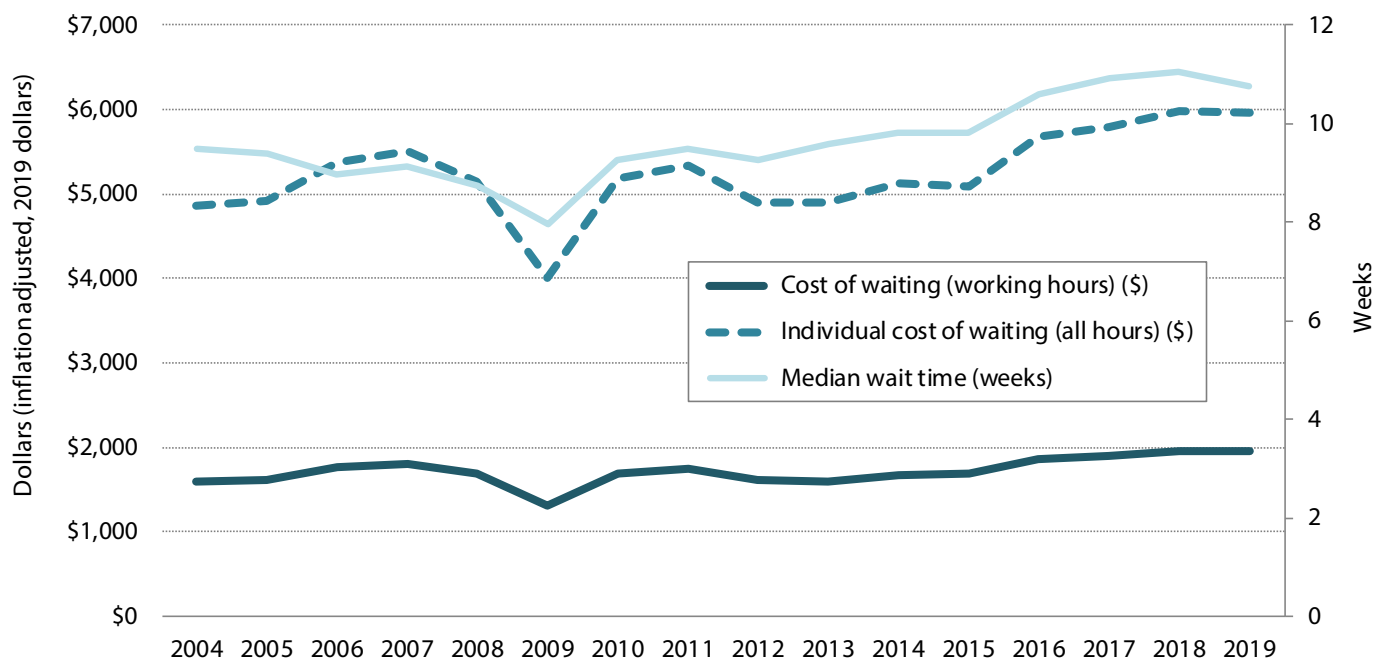 $7,000
$6,000
$5,000
$4,000
$3,000
$2,000
$1,000
$0
Dollars (inflation adjusted, 2019 dollars)
12
10
8
6
4
2
0
Weeks
Cost of waiting (working hours) ($)
Individual cost of waiting (all hours) ($)
Median wait time (weeks)
2004 2005 2006 2007 2008 2009 2010 2011 2012 2013 2014 2015 2016 2017 2018 2019